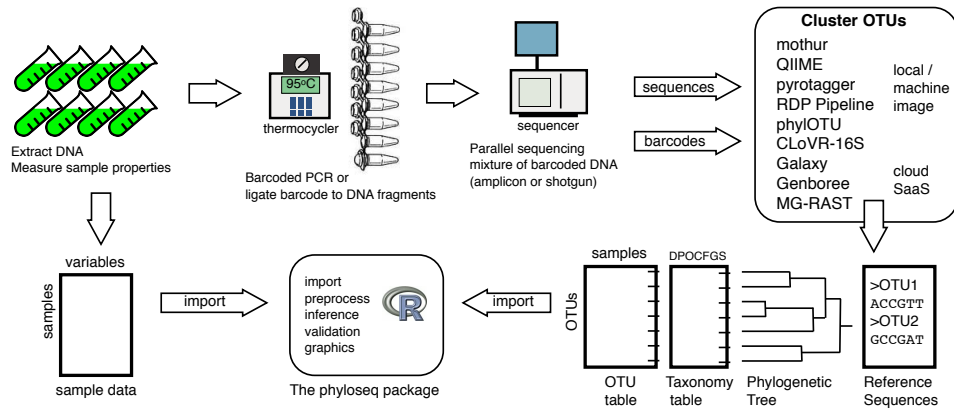 Extract DNA
Measure sample properties
95ºC
thermocycler
Barcoded PCR or
ligate barcode to DNA fragments
sequencer
Parallel sequencing
mixture of barcoded DNA
(amplicon or shotgun)
sequences
barcodes
Cluster OTUs
mothur
QIIME
pyrotagger
RDP Pipeline
phylOTU
CLoVR-16S
Galaxy
Genboree
MG-RAST
local /
machine
image
cloud
SaaS
variables
samples
sample data
import
import
preprocess
inference
validation
graphics
R
The phyloseq package
import
samples
OTUs
OTU
table
DPOCFGS
Taxonomy
table
Phylogenetic
Tree
>OTU1
ACCGTT
>OTU2
GCCGAT
Reference
Sequences